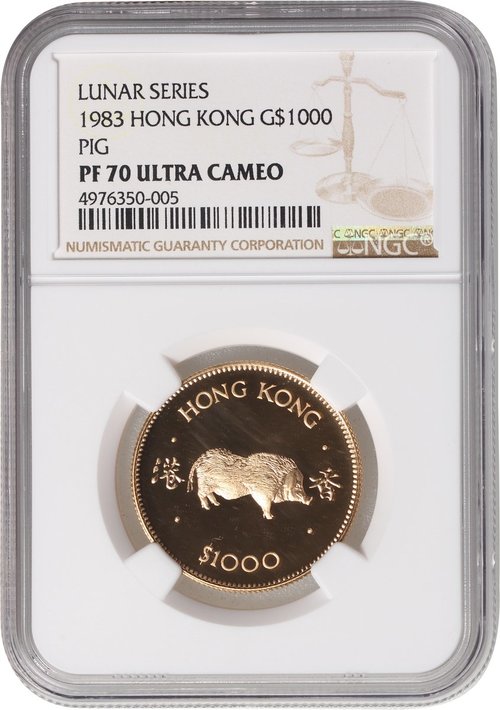 LUNAR SERIES
1983 HONG KONG G$1000
PIG
PF 70 ULTRA CAMEO
4976350-005
NUMISMATIC GUARANTY CORPORATION
NGC®
HONG KONG
港 香
$1000